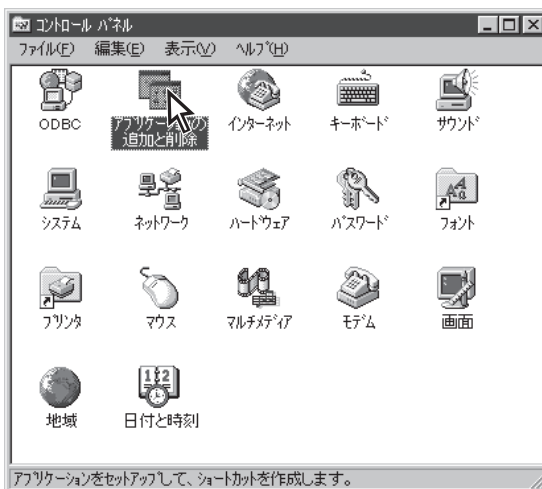 コントロール パネル
ファイル(F) 編集(E) 表示(V) ヘルプ(H)
ODBC
アプリケーションの
追加と削除
インターネット
キーボード
サウンド
システム
ネットワーク
ハードウェア
パスワード
フォント
プリンタ
マウス
マルチメディア
モデム
画面
地域
日付と時刻
アプリケーションをセットアップして、ショートカットを作成します。